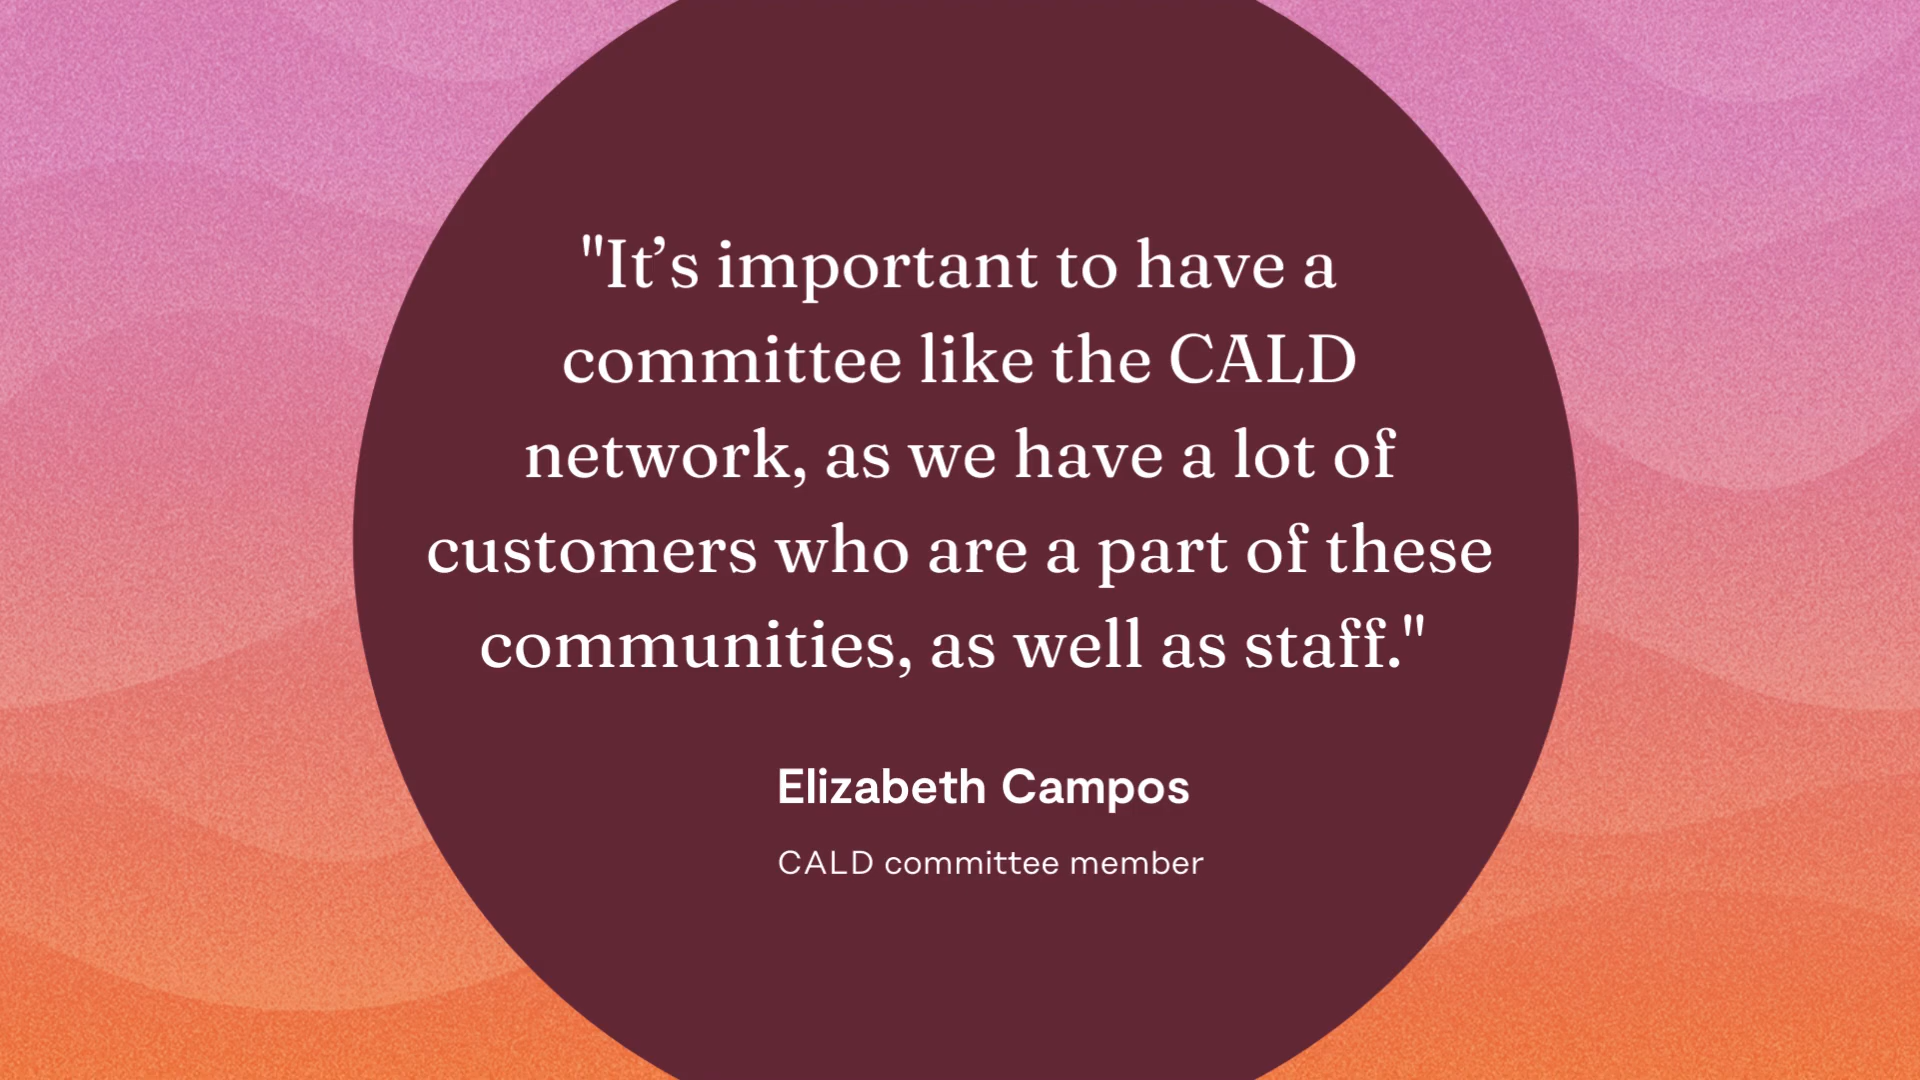 "It’s important to have a
committee like the CALD
network, as we have a lot of
customers who are a part of these
communities, as well as staff."
Elizabeth Campos
CALD committee member